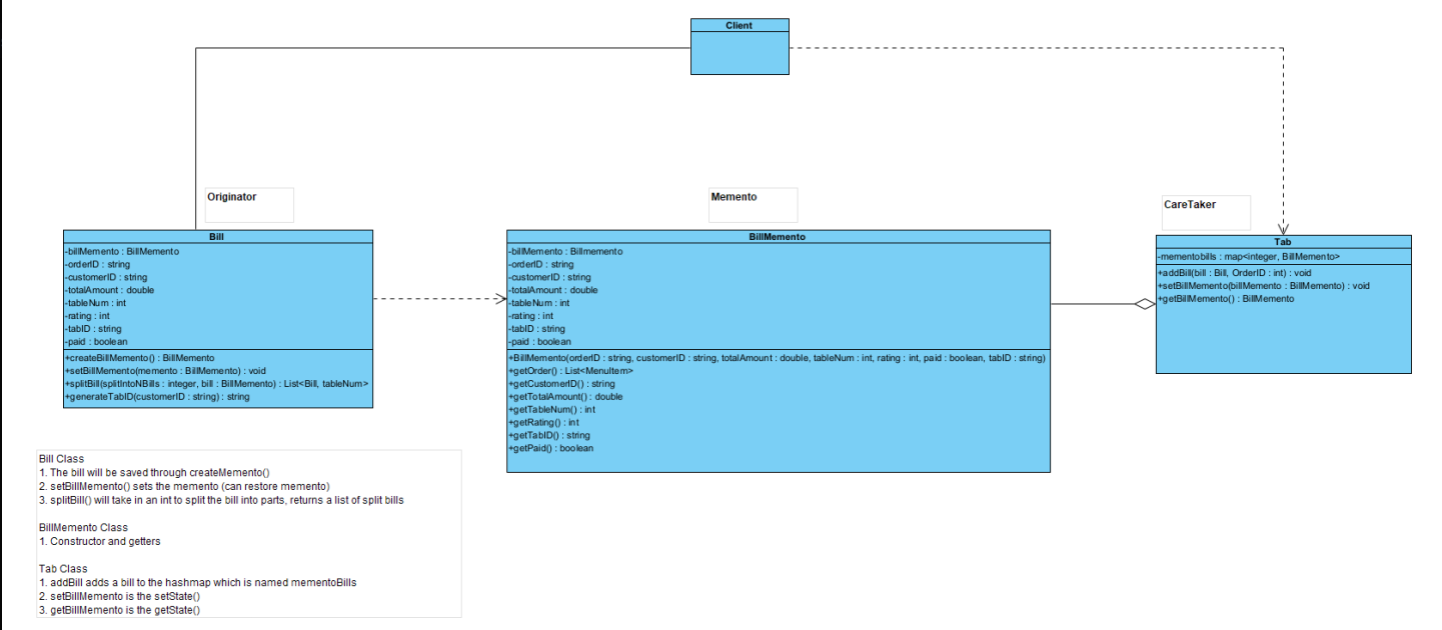 Client
Originator
Memento
CareTaker
Bill
-billMemento : BillMemento
-orderID : string
-customerID : string
-totalAmount : double
-tableNum : int
-rating : int
-tabID : string
-paid : boolean
+createBillMemento() : BillMemento
+setBillMemento(memento : BillMemento) : void
+splitBill(splitIntoNBills : integer, bill : BillMemento) : List<Bill, tableNum>
+generateTabID(customerID : string) : string
BillMemento
-billMemento : Billmemento
-orderID : string
-customerID : string
-totalAmount : double
-tableNum : int
-rating : int
-tabID : string
-paid : boolean
+BillMemento(orderID : string, customerID : string, totalAmount : double, tableNum : int, rating : int, paid : boolean, tabID : string)
+getOrder() : List<MenuItem>
+getCustomerID() : string
+getTotalAmount() : double
+getTableNum() : int
+getRating() : int
+getTabID() : string
+getPaid() : boolean
Tab
-mementobills : map<integer, BillMemento>
+addBill(bill : Bill, OrderID : int) : void
+setBillMemento(billMemento : BillMemento) : void
+getBillMemento() : BillMemento
Bill Class
1. The bill will be saved through createMemento()
2. setBillMemento() sets the memento (can restore memento)
3. splitBill() will take in an int to split the bill into parts, returns a list of split bills
BillMemento Class
1. Constructor and getters
Tab Class
1. addBill adds a bill to the hashmap which is named mementoBills
2. setBillMemento is the setState()
3. getBillMemento is the getState()